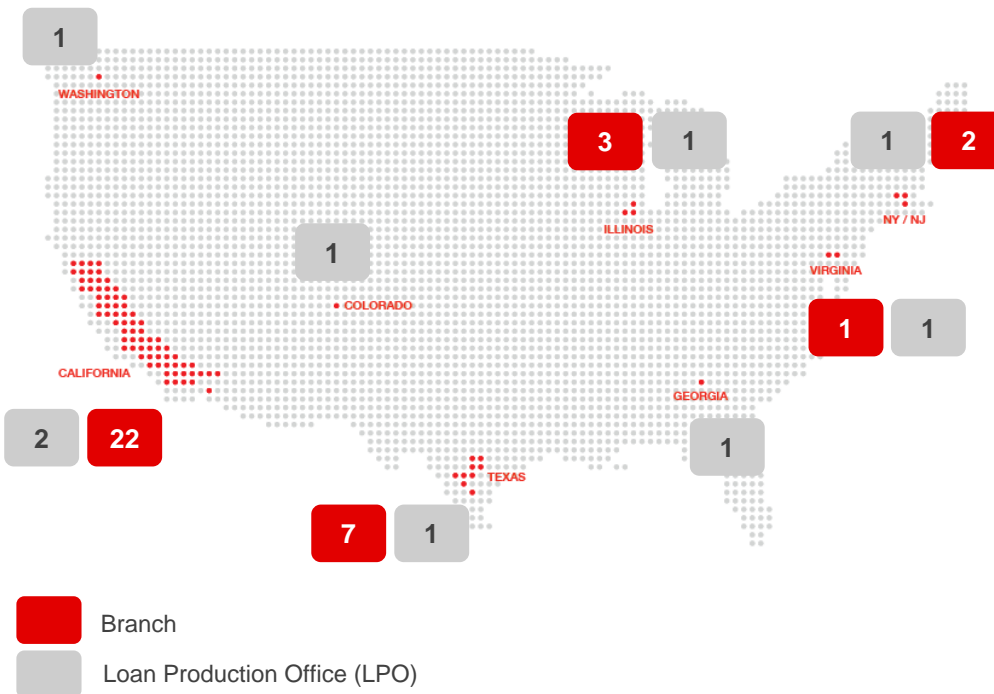 1
WASHINGTON
3 1
1 2
ILLINOIS
NY / NJ
1
COLORADO
VIRGINIA
1 1
CALIFORNIA
GEORGIA
2 22
1
TEXAS
7 1
Branch
Loan Production Office (LPO)